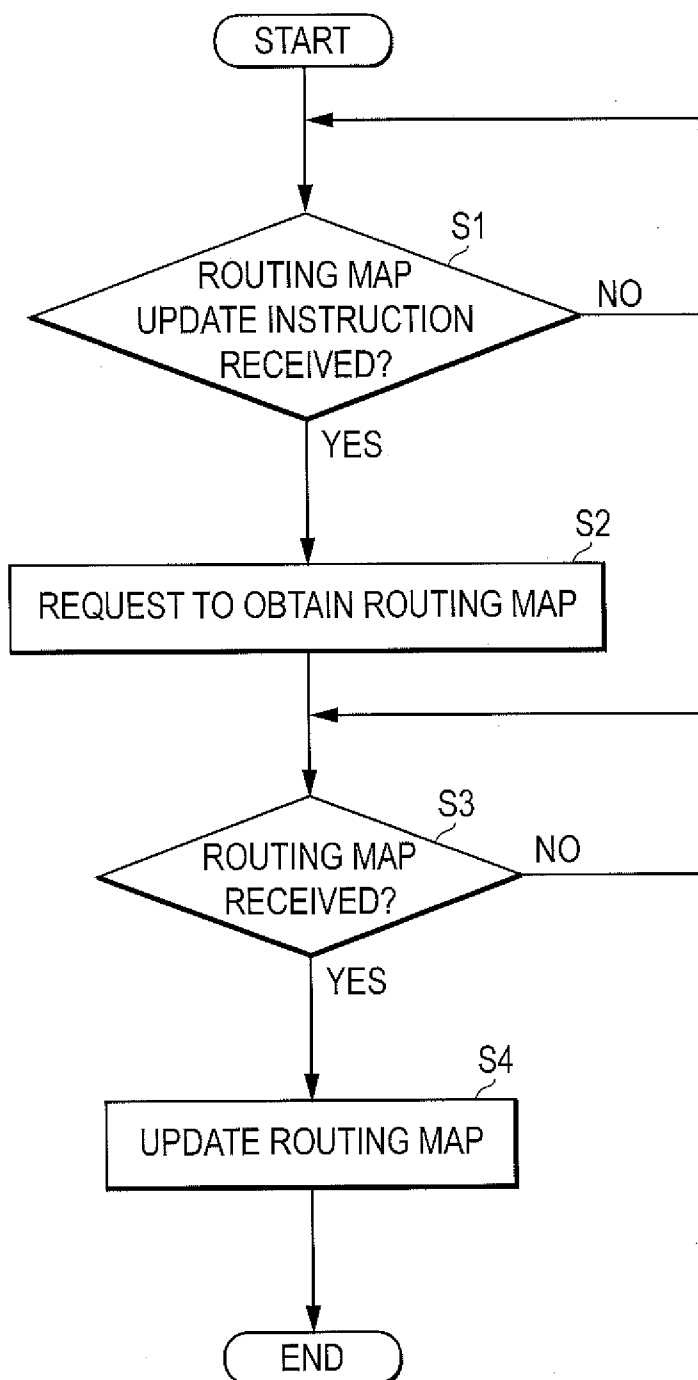 START
S1
ROUTING MAP
UPDATE INSTRUCTION
RECEIVED?
NO
YES
S2
REQUEST TO OBTAIN ROUTING MAP
S3
ROUTING MAP
RECEIVED?
NO
YES
S4
UPDATE ROUTING MAP
END